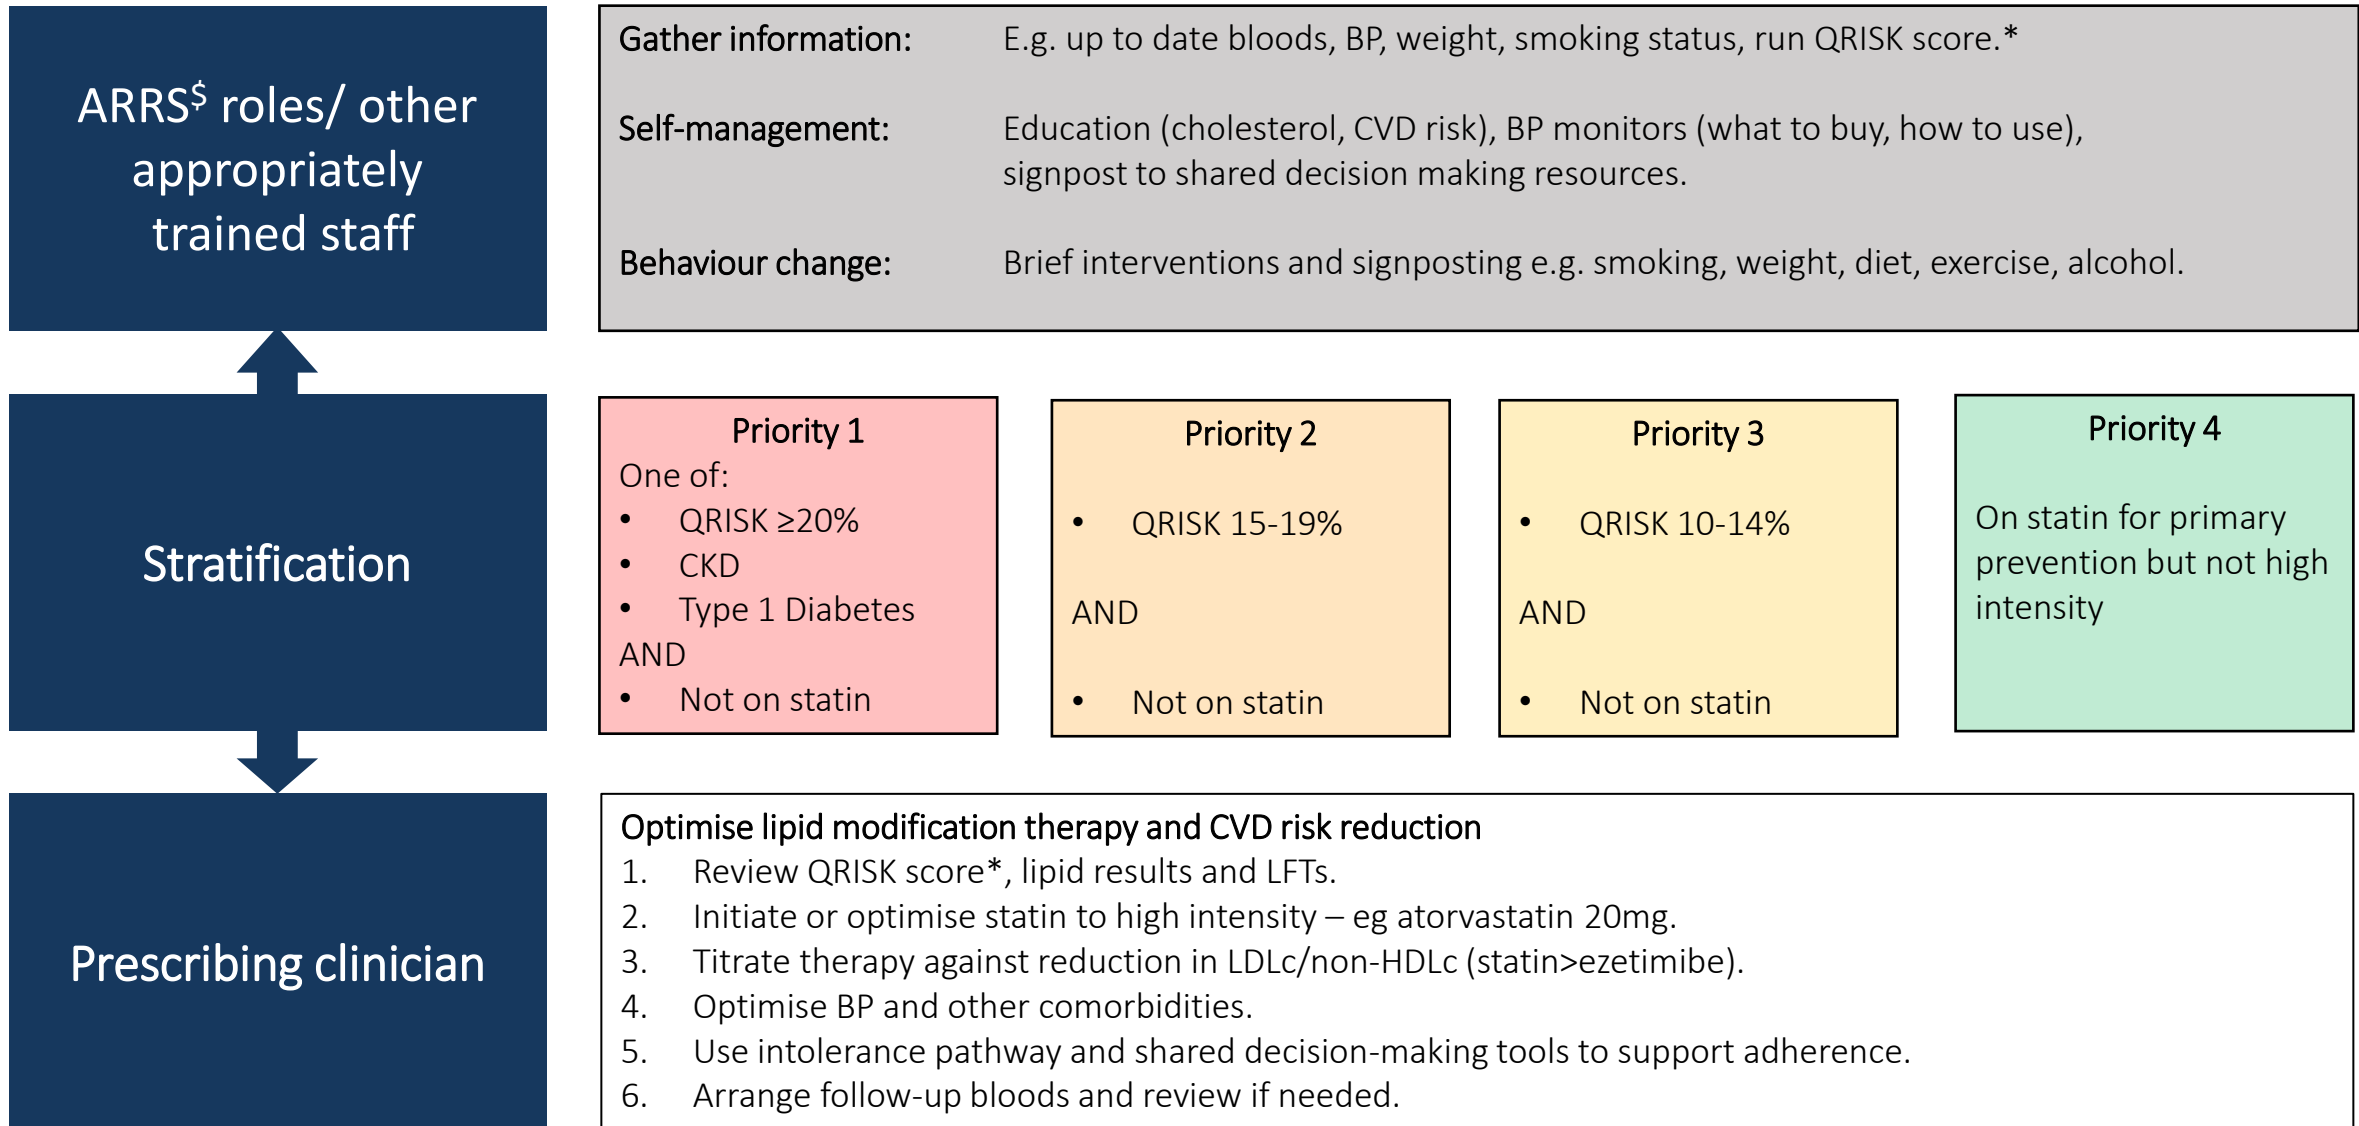 ARRS$ roles/ other
appropriately
trained staff
Gather information: E.g. up to date bloods, BP, weight, smoking status, run QRISK score.*
Self-management: Education (cholesterol, CVD risk), BP monitors (what to buy, how to use),
signpost to shared decision making resources.
Behaviour change: Brief interventions and signposting e.g. smoking, weight, diet, exercise, alcohol.
Stratification
Priority 1
One of:
• QRISK ≥20%
• CKD
• Type 1 Diabetes
AND
• Not on statin
Priority 2
• QRISK 15-19%
AND
• Not on statin
Priority 3
• QRISK 10-14%
AND
• Not on statin
Priority 4
On statin for primary
prevention but not high
intensity
Prescribing clinician
Optimise lipid modification therapy and CVD risk reduction
1. Review QRISK score*, lipid results and LFTs.
2. Initiate or optimise statin to high intensity – eg atorvastatin 20mg.
3. Titrate therapy against reduction in LDLc/non-HDLc (statin>ezetimibe).
4. Optimise BP and other comorbidities.
5. Use intolerance pathway and shared decision-making tools to support adherence.
6. Arrange follow-up bloods and review if needed.